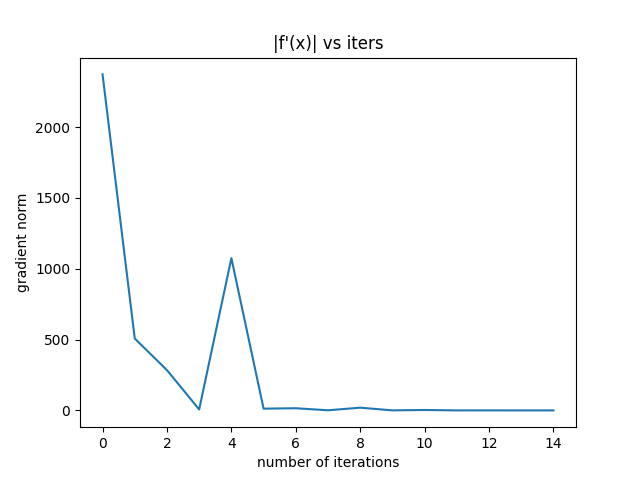 |f'(x)| vs iters
2000
1500
1000
500
0
gradient norm
0 2 4 6 8 10 12 14
number of iterations